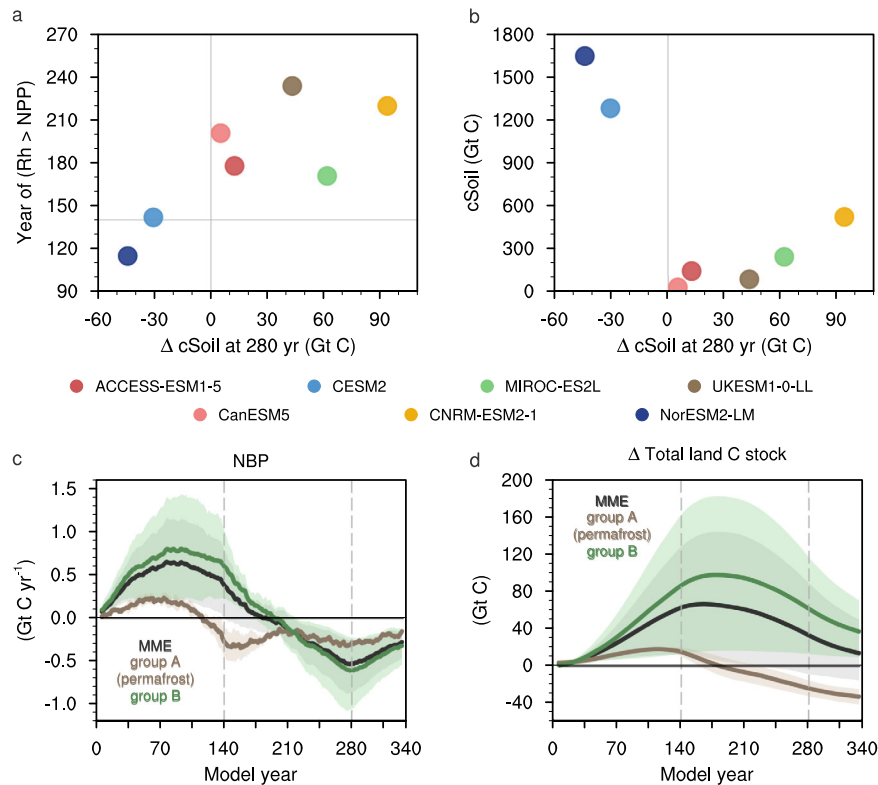 a
Year of (Rh > NPP)
270
240
210
180
150
120
90
-60
-30
0
30
60
90
Δ cSoil at 280 yr (Gt C)
b
cSoil (Gt C)
1800
1500
1200
900
600
300
0
-60
-30
0
30
60
90
Δ cSoil at 280 yr (Gt C)
ACCESS-ESM1-5
CESM2
MIROC-ES2L
UKESM1-0-LL
CanESM5
CNRM-ESM2-1
NorESM2-LM
c
NBP
(Gt C yr⁻¹)
1.5
1.0
0.5
0.0
-0.5
-1.0
MME
group A
(permafrost)
group B
0
70
140
210
280
340
Model year
d
Δ Total land C stock
(Gt C)
200
160
120
80
40
0
-40
MME
group A
(permafrost)
group B
0
70
140
210
280
340
Model year